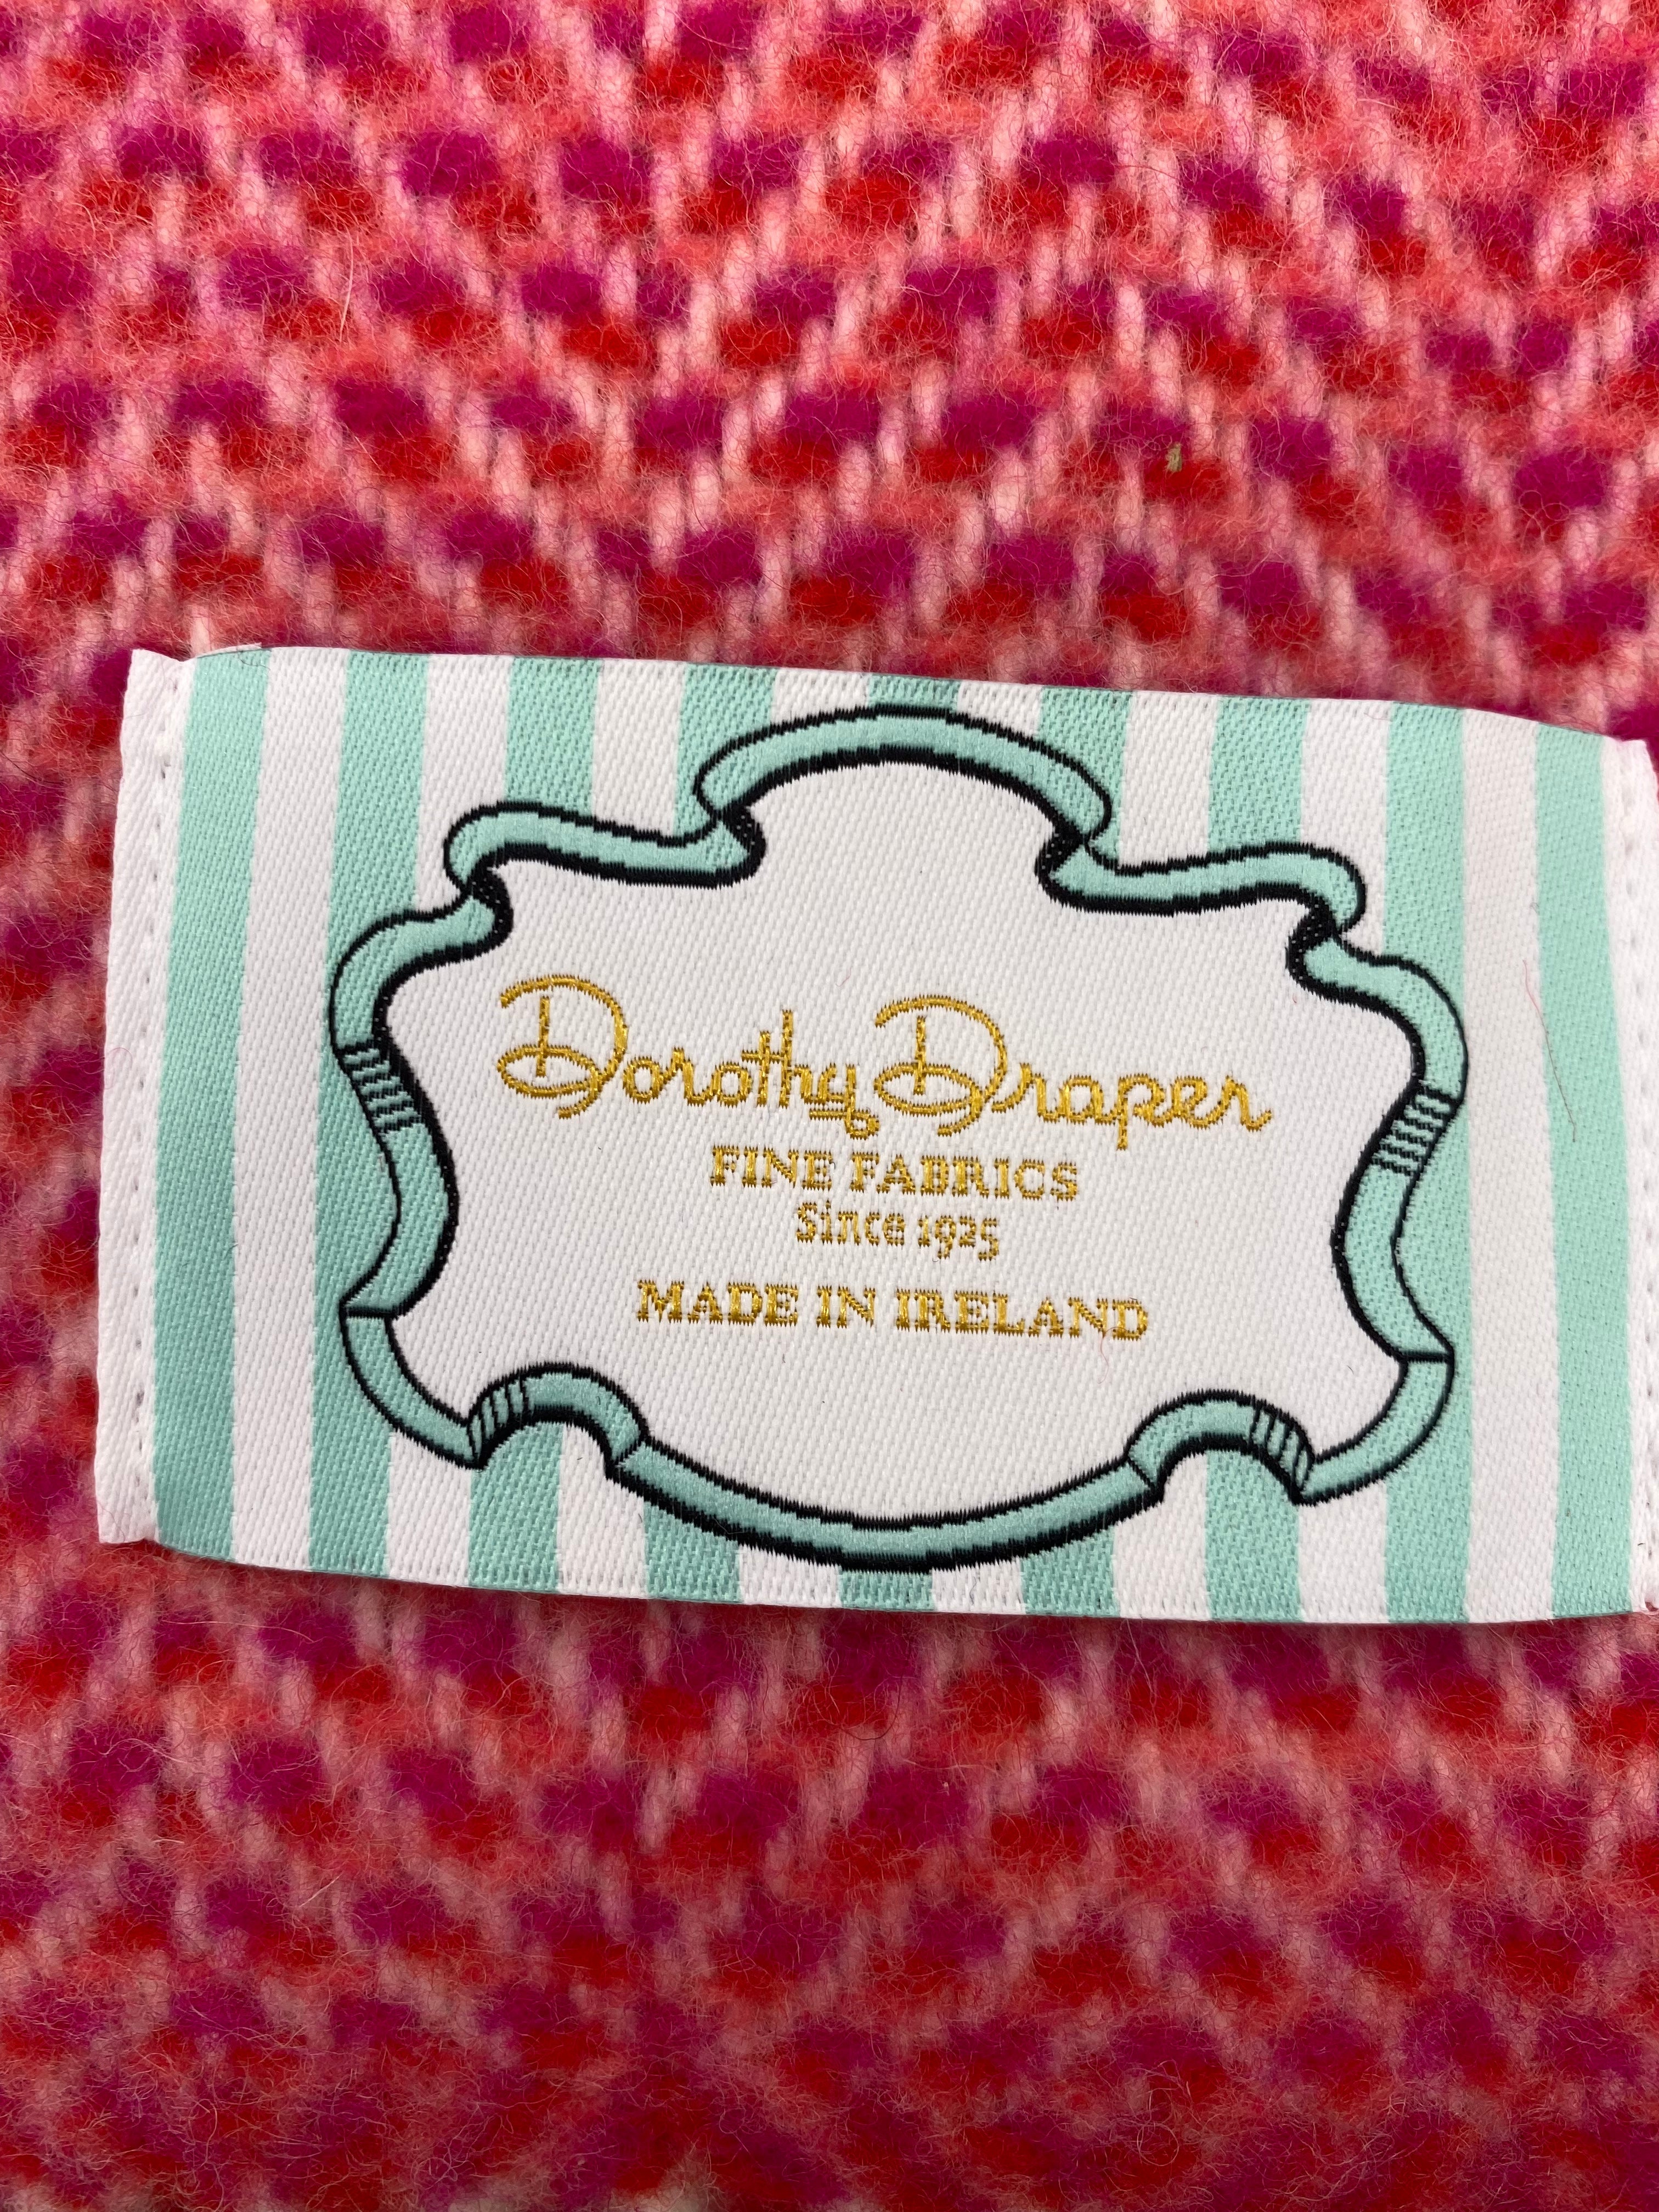 Dorothy Draper
FINE FABRICS
Since 1925
MADE IN IRELAND